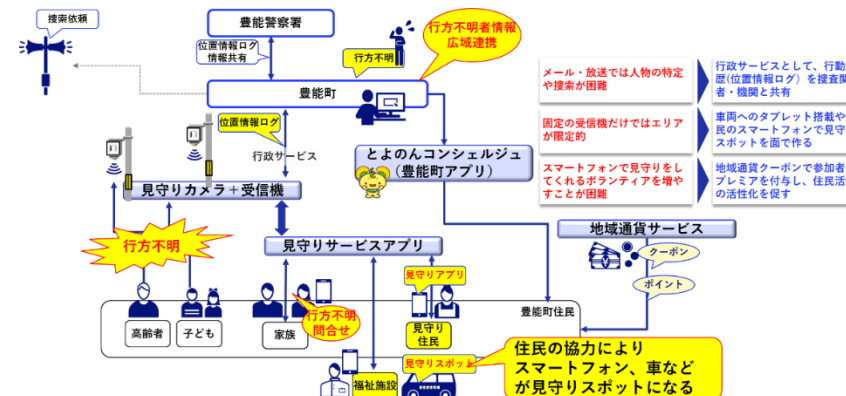 捜索依頼
豊能警察署
位置情報ログ
情報共有
行方不明
行方不明者情報
広域連携
豊能町
位置情報ログ
行政サービス
見守りカメラ+受信機
とよのんコンシェルジュ
(豊能町アプリ)
メール・放送では人物の特定
や捜索が困難
行政サービスとして、行動
歴(位置情報ログ)を捜査関
者・機関と共有
固定の受信機だけではエリア
が限定的
車両へのタブレット搭載や
民のスマートフォンで見守
スポットを面で作る
スマートフォンで見守りをし
てくれるボランティアを増や
すことが困難
地域通貨クーポンで参加者
プレミアを付与し、住民活
の活性化を促す
行方不明
見守りサービスアプリ
地域通貨サービス
クーポン
ポイント
見守りアプリ
行方不明
問合せ
高齢者
子ども
家族
見守り
住民
豊能町住民
見守りスポット
福祉施設
住民の協力により
スマートフォン、車など
が見守りスポットになる